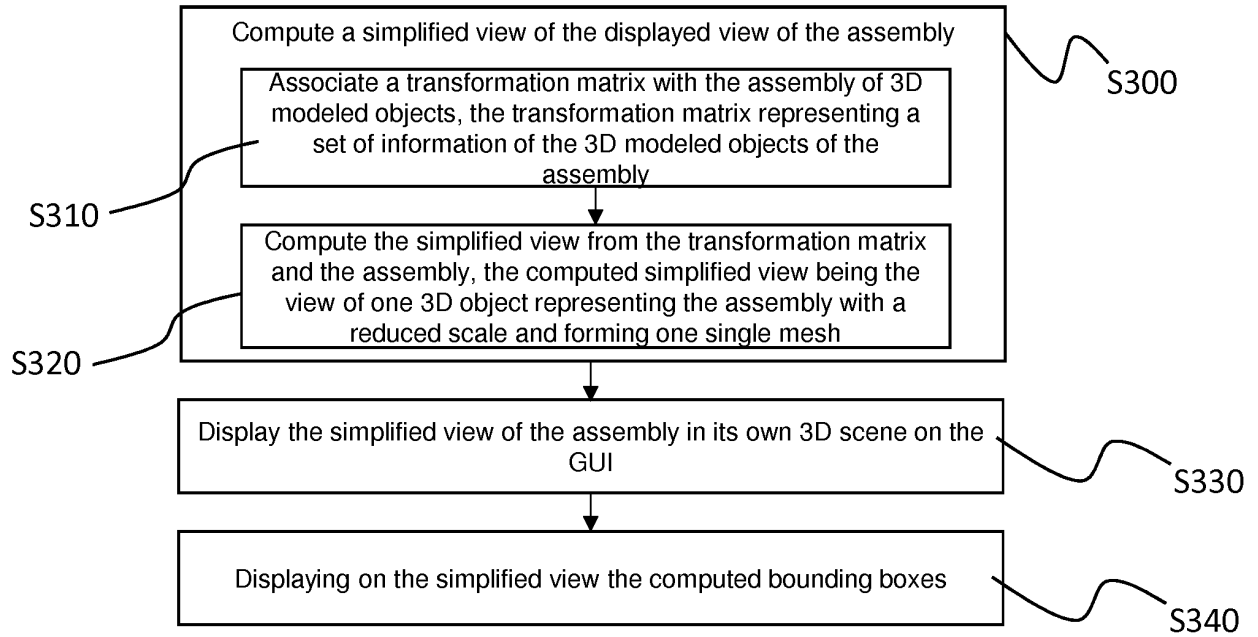 Compute a simplified view of the displayed view of the assembly
S300
Associate a transformation matrix with the assembly of 3D
modeled objects, the transformation matrix representing a
set of information of the 3D modeled objects of the
assembly
S310
Compute the simplified view from the transformation matrix
and the assembly, the computed simplified view being the
view of one 3D object representing the assembly with a
reduced scale and forming one single mesh
S320
Display the simplified view of the assembly in its own 3D scene on the
GUI
S330
Displaying on the simplified view the computed bounding boxes
S340